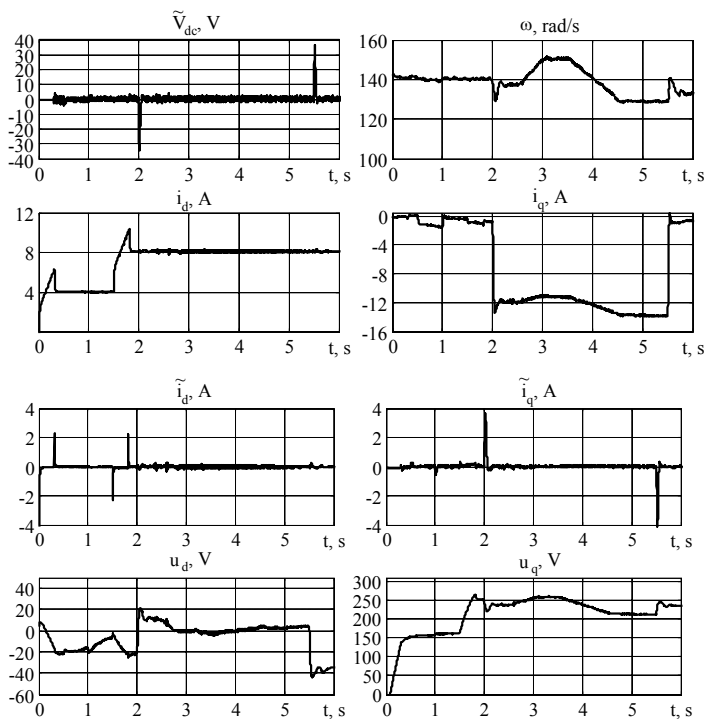 Ṽdc, V
40
30
20
10
0
-10
-20
-30
-40
0 1 2 3 4 5 t, s
ω, rad/s
160
140
120
100
0 1 2 3 4 5 t, s
id, A
12
8
4
0 1 2 3 4 5 t, s
iq, A
0
-4
-8
-12
-16
0 1 2 3 4 5 t, s
ĩd, A
4
2
0
-2
-4
0 1 2 3 4 5 t, s
ĩq, A
4
2
0
-2
-4
0 1 2 3 4 5 t, s
ud, V
50
20
0
-20
-40
-60
0 1 2 3 4 5 t, s
uq, V
300
250
200
150
100
50
0
0 1 2 3 4 5 t, s